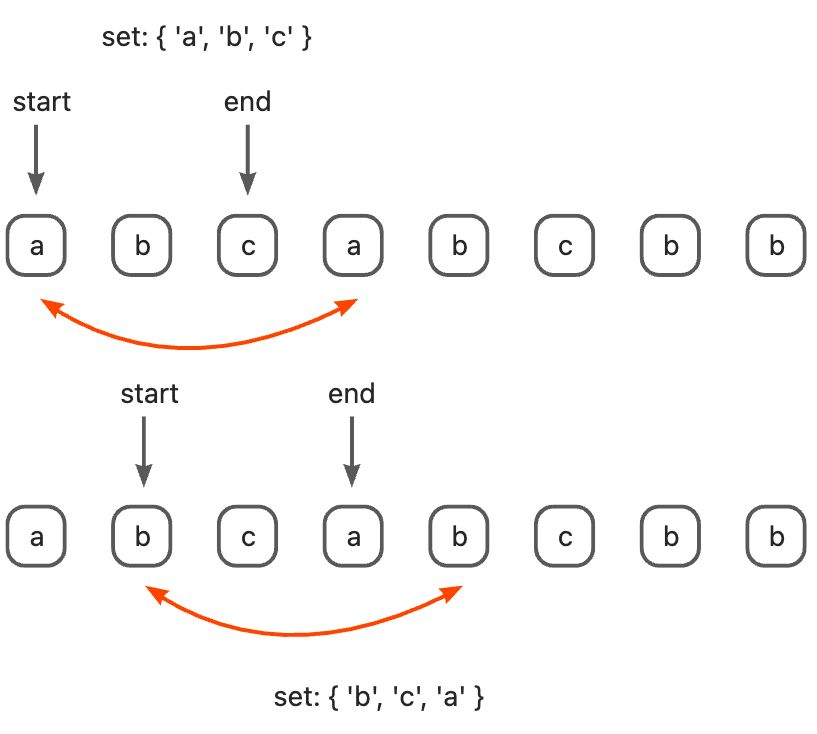 set: { 'a', 'b', 'c' }
start end
a b c a b c b b
start end
a b c a b c b b
set: { 'b', 'c', 'a' }